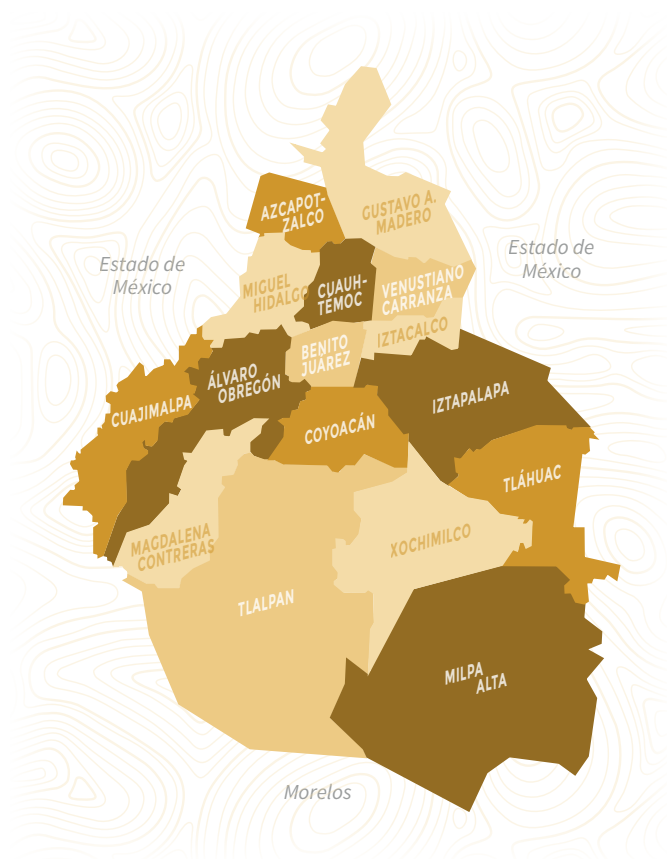 AZCAPOT-
ZALCO
GUSTAVO A.
MADERO
Estado de
México
Estado de
México
MIGUEL
HIDALGO
CUAUH-
TÉMOC
VENUSTIANO
CARRANZA
IZTACALCO
BENITO
JUÁREZ
ÁLVARO
OBREGÓN
CUAJIMALPA
IZTAPALAPA
COYOACÁN
TLÁHUAC
MAGDALENA
CONTRERAS
XOCHIMILCO
TLALPAN
MILPA
ALTA
Morelos